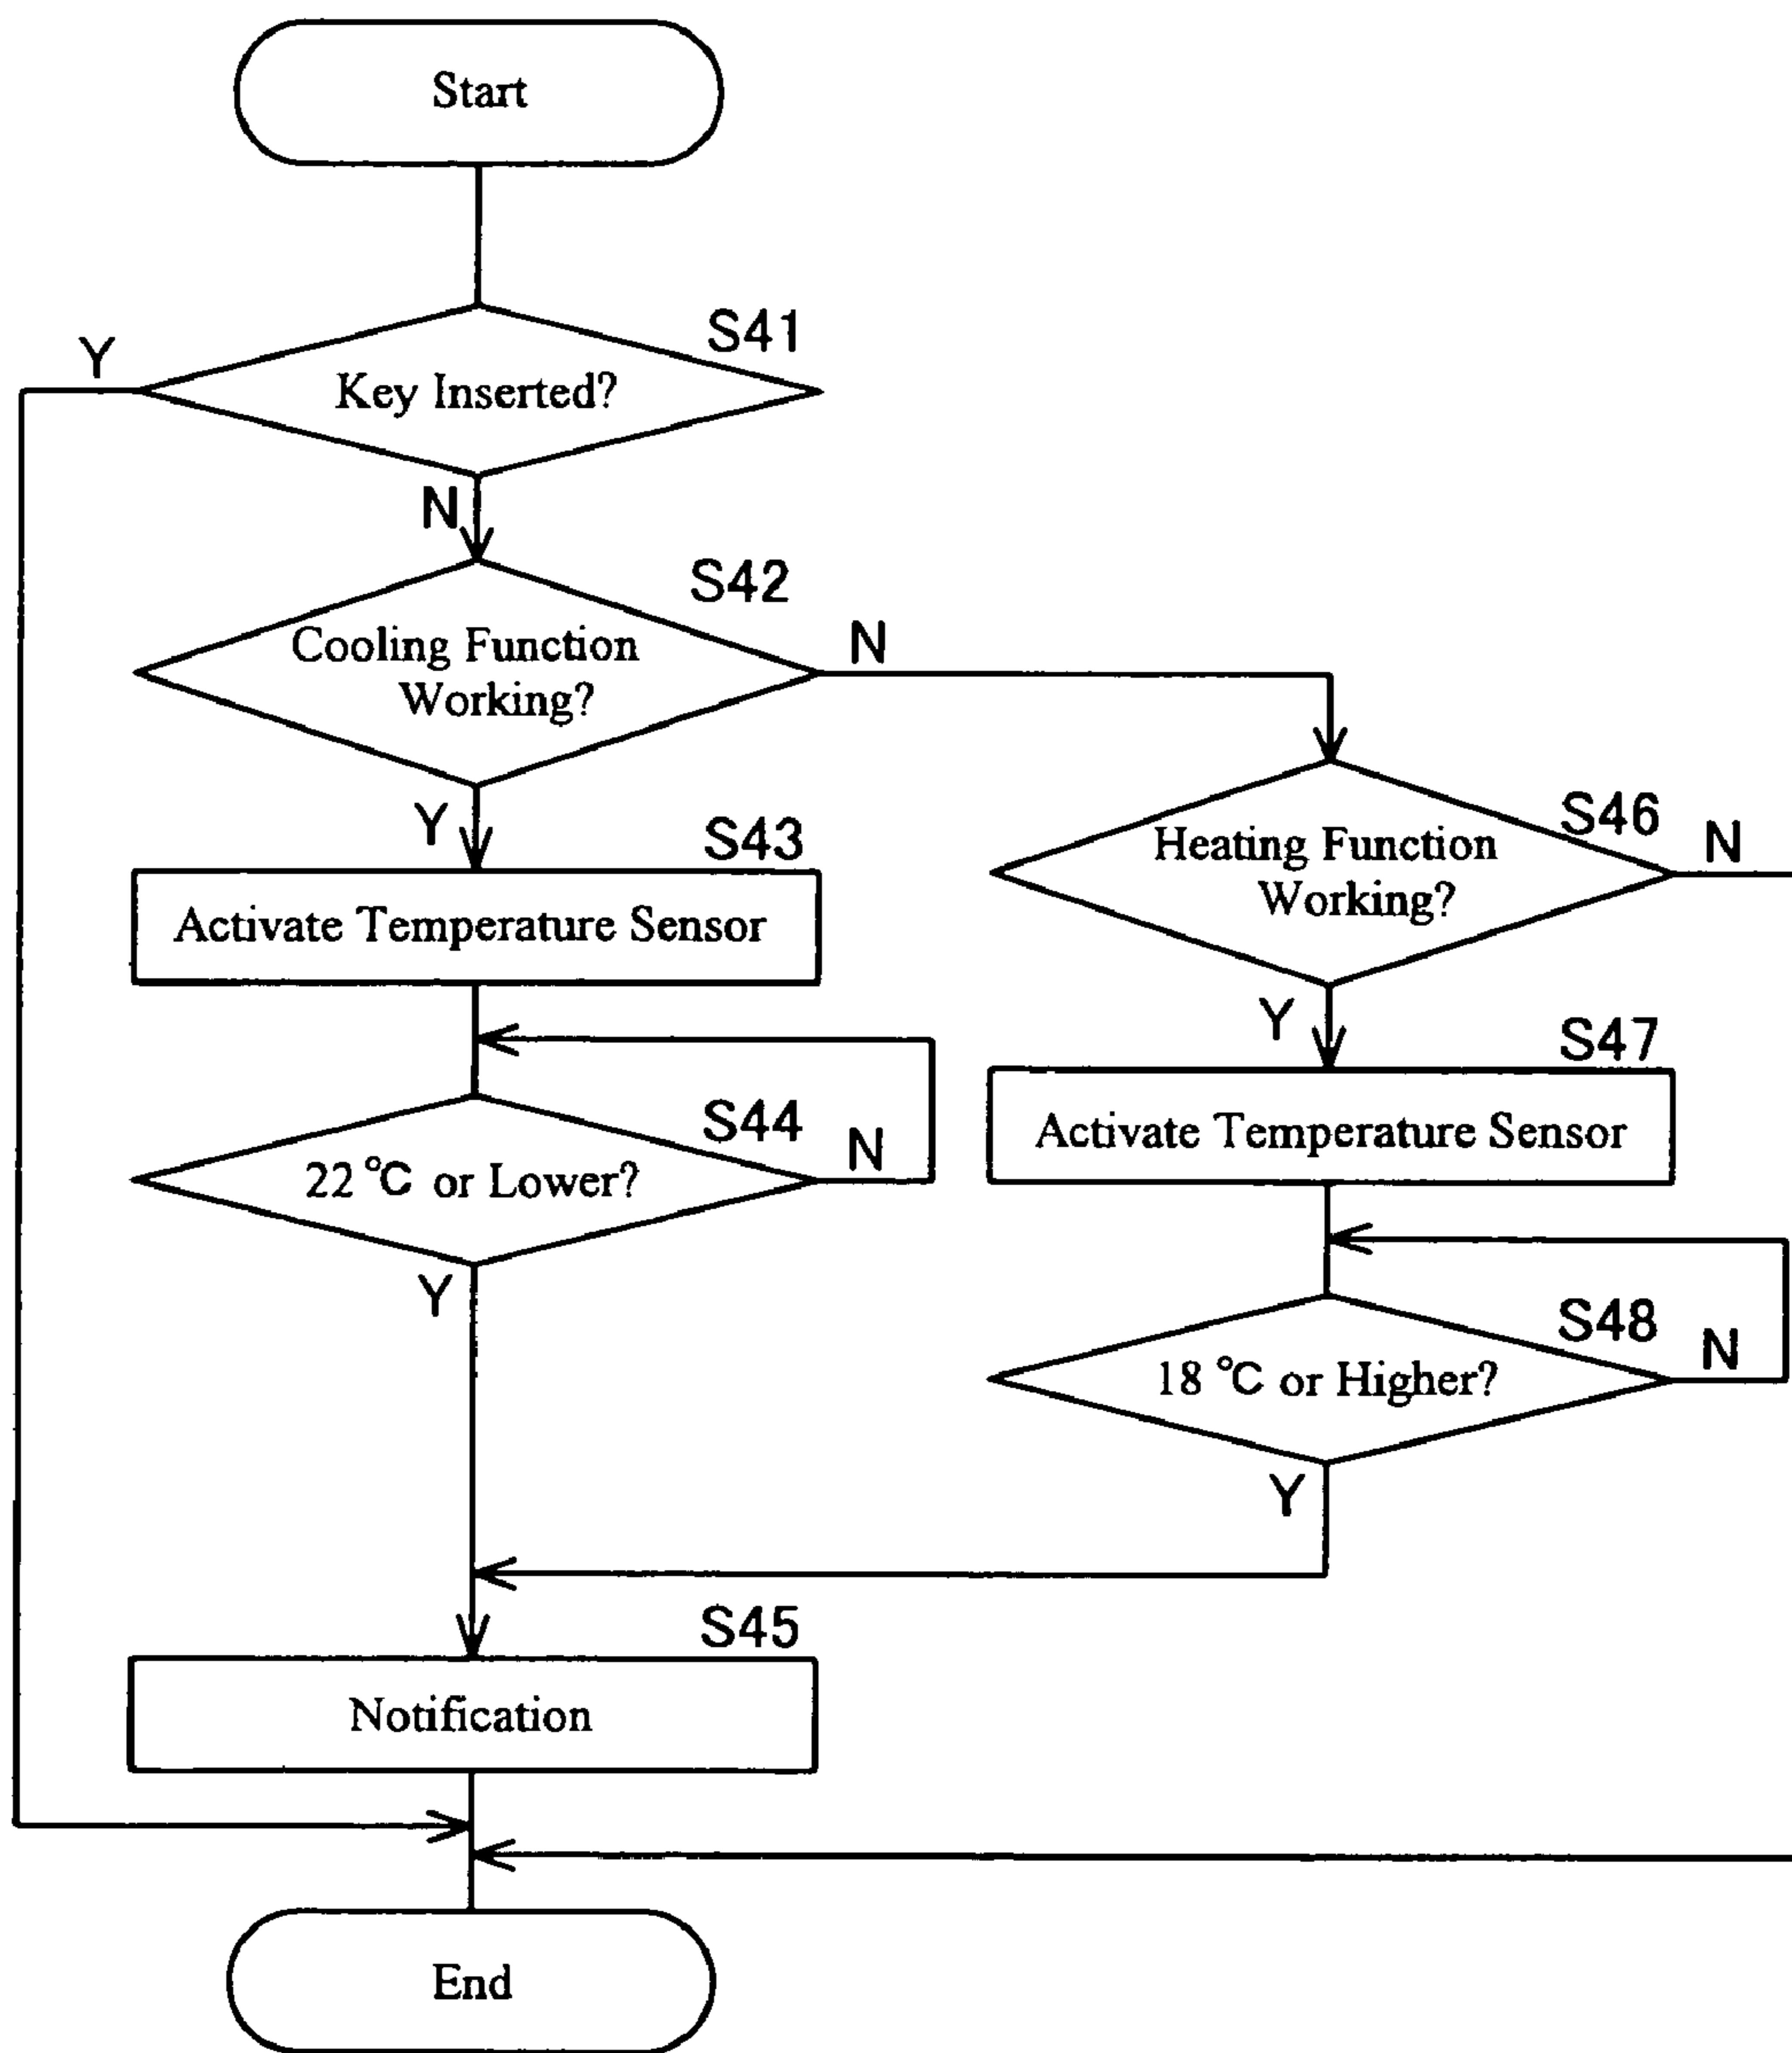 Start
S41
Y
Key Inserted?
N
S42
Cooling Function
Working?
N
Y
S43
Activate Temperature Sensor
S44
22 °C or Lower?
N
Y
S46
Heating Function
Working?
N
Y
S47
Activate Temperature Sensor
S48
18 °C or Higher?
N
Y
S45
Notification
End